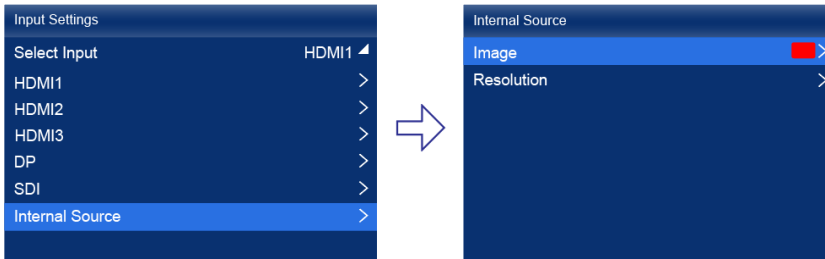 Input Settings
Select Input HDMI1
HDMI1
HDMI2
HDMI3
DP
SDI
Internal Source
Internal Source
Image
Resolution